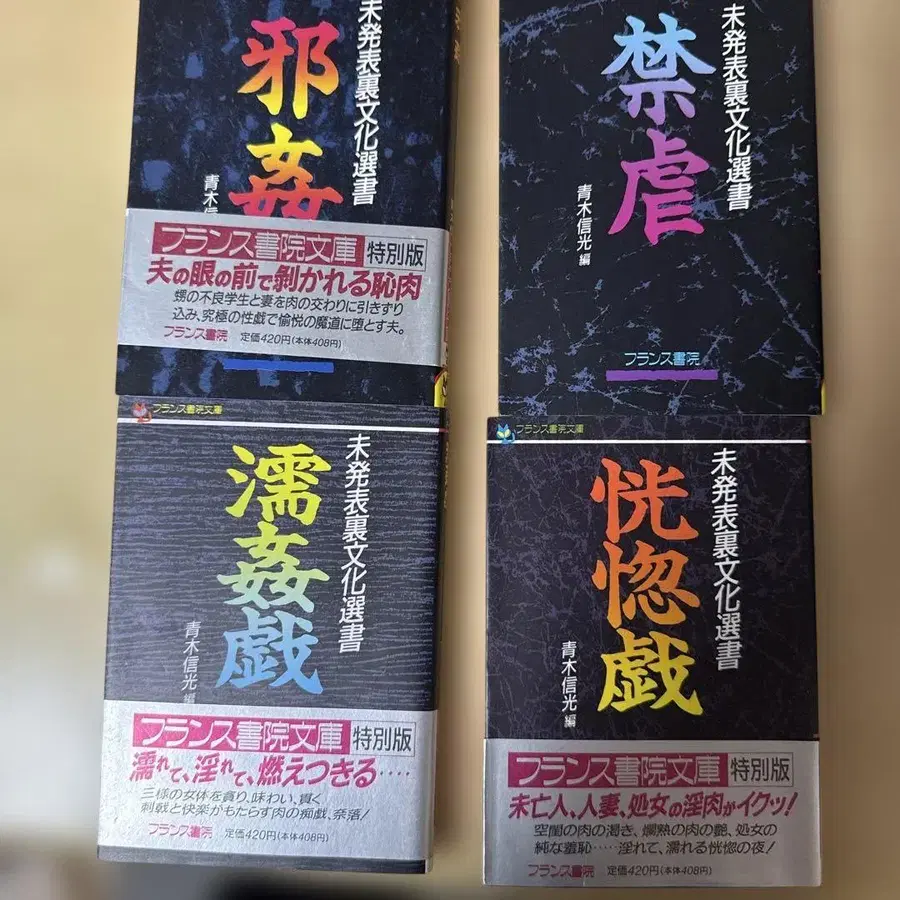 未発表裏文化選書
邪姦
青木信
フランス書院文庫 特別版
夫の眼の前で剝かれる恥肉
甥の不良学生と妻を肉の交わりに引きずり
込み、究極の性戯で愉悦の魔道に堕とす夫。
フランス書院 定価420円(本体408円)
未発表裏文化選書
禁虐
青木信光 編
フランス書院
フランス書院文庫
未発表裏文化選書
濡姦戯
青木信光 編
フランス書院文庫 特別版
濡れて、淫れて、燃えつきる‥‥
三様の女体を貪り、味わい、貫く
刺戟と快楽がもたらす肉の痴戯、奈落!
フランス書院 定価420円(本体408円)
フランス書院文庫
未発表裏文化選書
恍惚戯
青木信光 編
フランス書院文庫 特別版
未亡人、人妻、処女の淫肉がイクッ!
空閨の肉の渇き、爛熟の肉の艶、処女の
純な羞恥‥‥淫れて、濡れる恍惚の夜!
フランス書院 定価420円(本体408円)